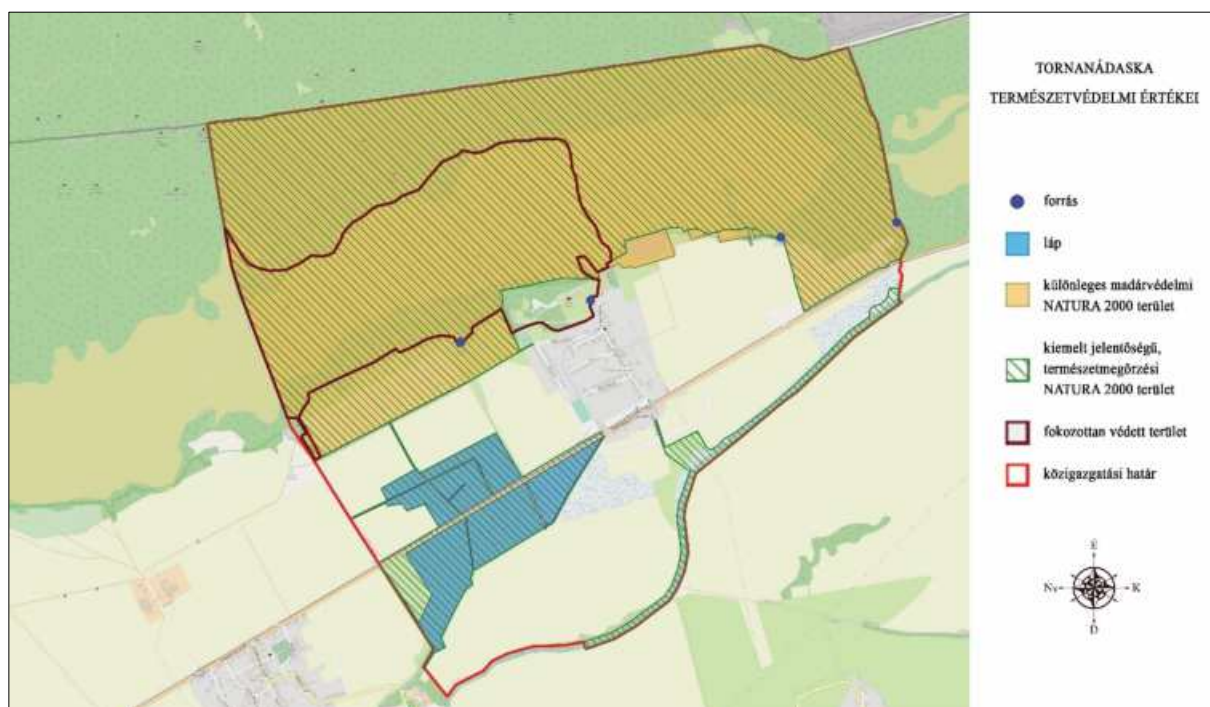 TORNANÁDASKA
TERMÉSZETVÉDELMI ÉRTÉKEI
forrás
láp
különleges madárvédelmi
NATURA 2000 terület
kiemelt jelentőségű,
természetmegőrzési
NATURA 2000 terület
fokozottan védett terület
közigazgatási határ
É
Ny
K
D